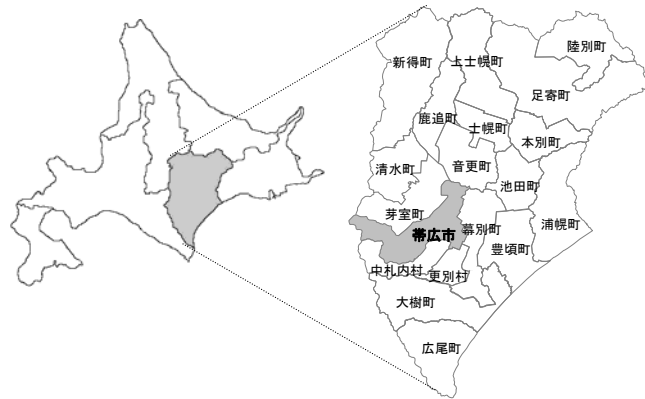 陸別町
新得町
上士幌町
足寄町
鹿追町
士幌町
本別町
清水町
音更町
池田町
芽室町
浦幌町
幕別町
帯広市
豊頃町
中札内村
更別村
大樹町
広尾町